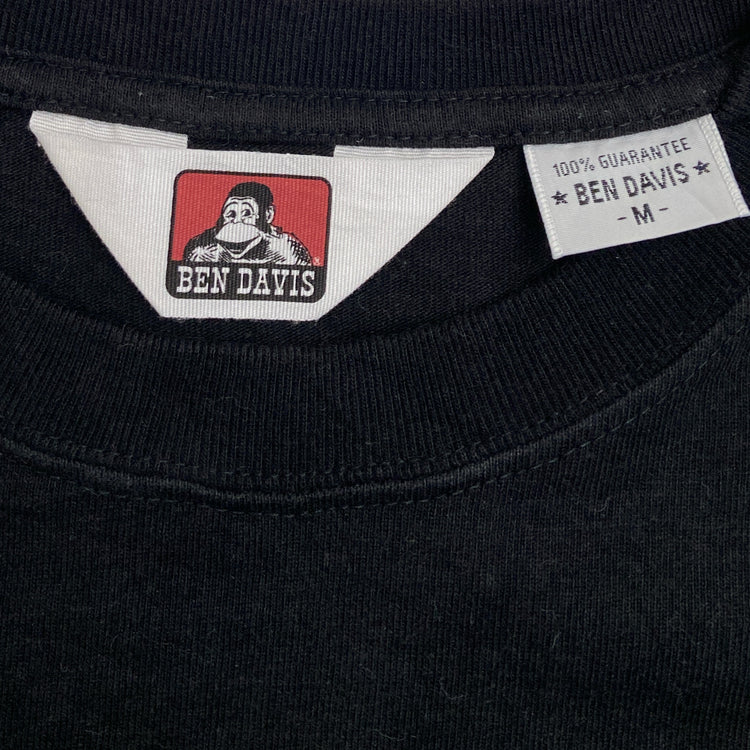 BEN DAVIS
®
100% GUARANTEE
★ BEN DAVIS ★
- M -